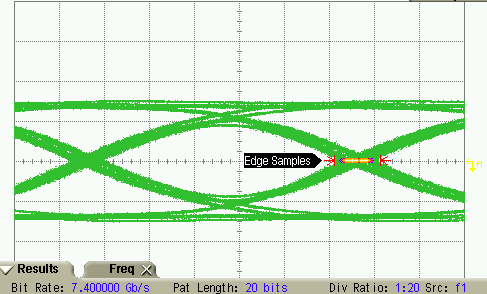 Edge Samples
Results Freq
Bit Rate: 7.400000 Gb/s Pat Length: 20 bits Div Ratio: 1:20 Src: f1